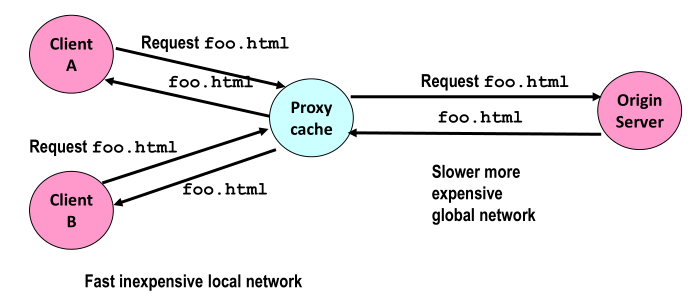 Client
A
Request foo.html
foo.html
Proxy
cache
Request foo.html
foo.html
Origin
Server
Request foo.html
foo.html
Client
B
Slower more
expensive
global network
Fast inexpensive local network